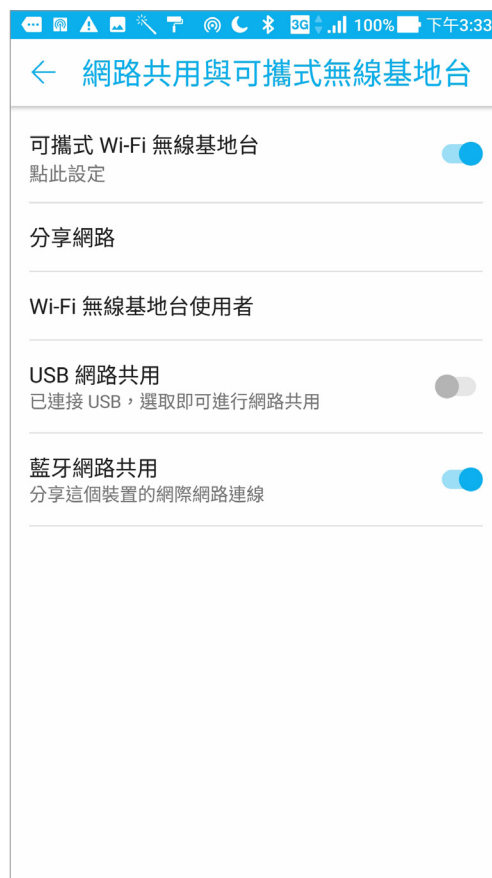 3G 100% 下午3:33
網路共用與可攜式無線基地台
可攜式 Wi-Fi 無線基地台
點此設定
分享網路
Wi-Fi 無線基地台使用者
USB 網路共用
已連接 USB，選取即可進行網路共用
藍牙網路共用
分享這個裝置的網際網路連線